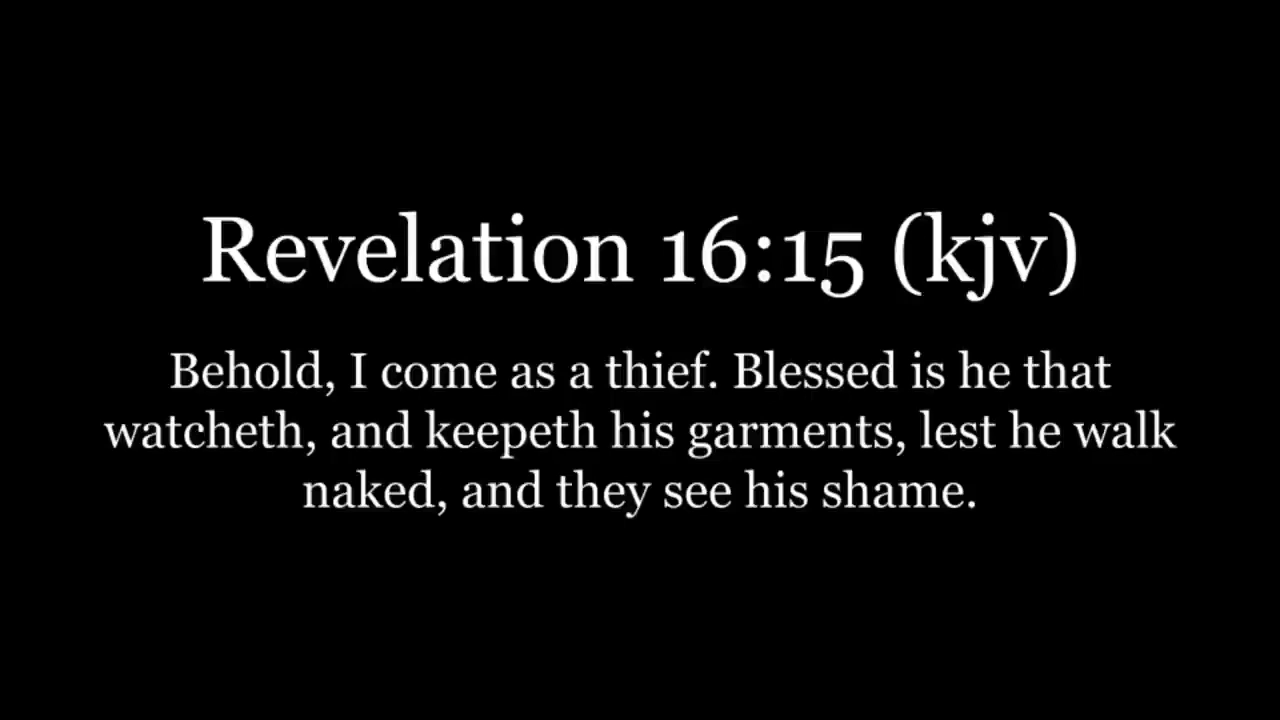 Revelation 16:15 (kjv)
Behold, I come as a thief. Blessed is he that
watcheth, and keepeth his garments, lest he walk
naked, and they see his shame.